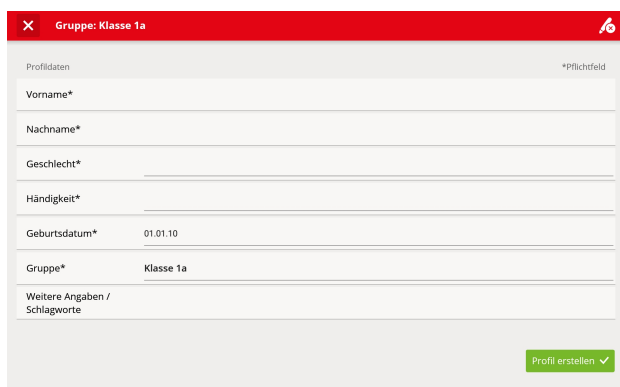 Gruppe: Klasse 1a
Profildaten *Pflichtfeld
Vorname*
Nachname*
Geschlecht*
Händigkeit*
Geburtsdatum* 01.01.10
Gruppe* Klasse 1a
Weitere Angaben /
Schlagworte
Profil erstellen